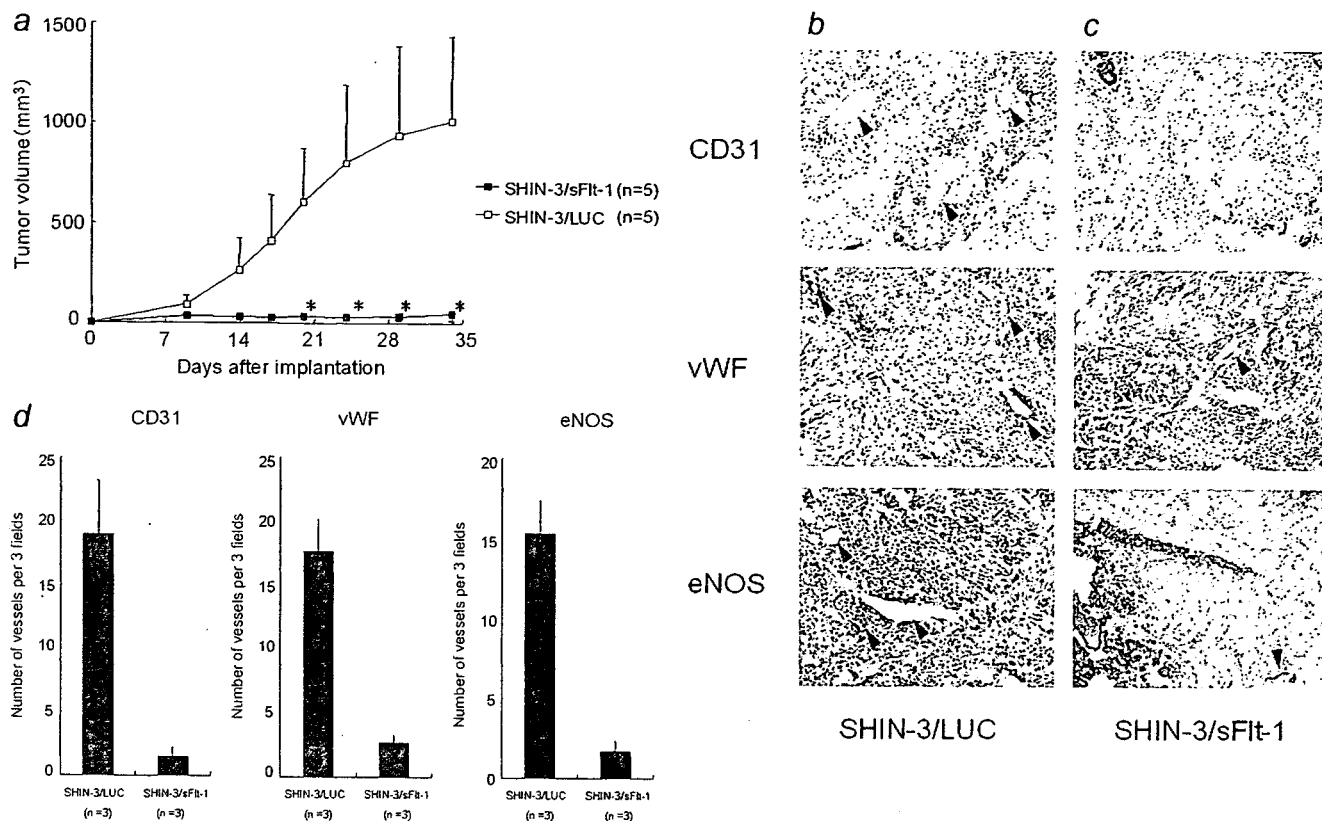 a
1500
1000
500
0
Tumor volume (mm³)
0 7 14 21 28 35
Days after implantation
* * * *
SHIN-3/sFlt-1 (n=5)
SHIN-3/LUC (n=5)
b
c
CD31
vWF
eNOS
SHIN-3/LUC
SHIN-3/sFlt-1
d
CD31
25
20
15
10
5
0
Number of vessels per 3 fields
SHIN-3/LUC SHIN-3/sFlt-1
(n=3) (n=3)
vWF
25
20
15
10
5
0
Number of vessels per 3 fields
SHIN-3/LUC SHIN-3/sFlt-1
(n=3) (n=3)
eNOS
20
15
10
5
0
Number of vessels per 3 fields
SHIN-3/LUC SHIN-3/sFlt-1
(n=3) (n=3)